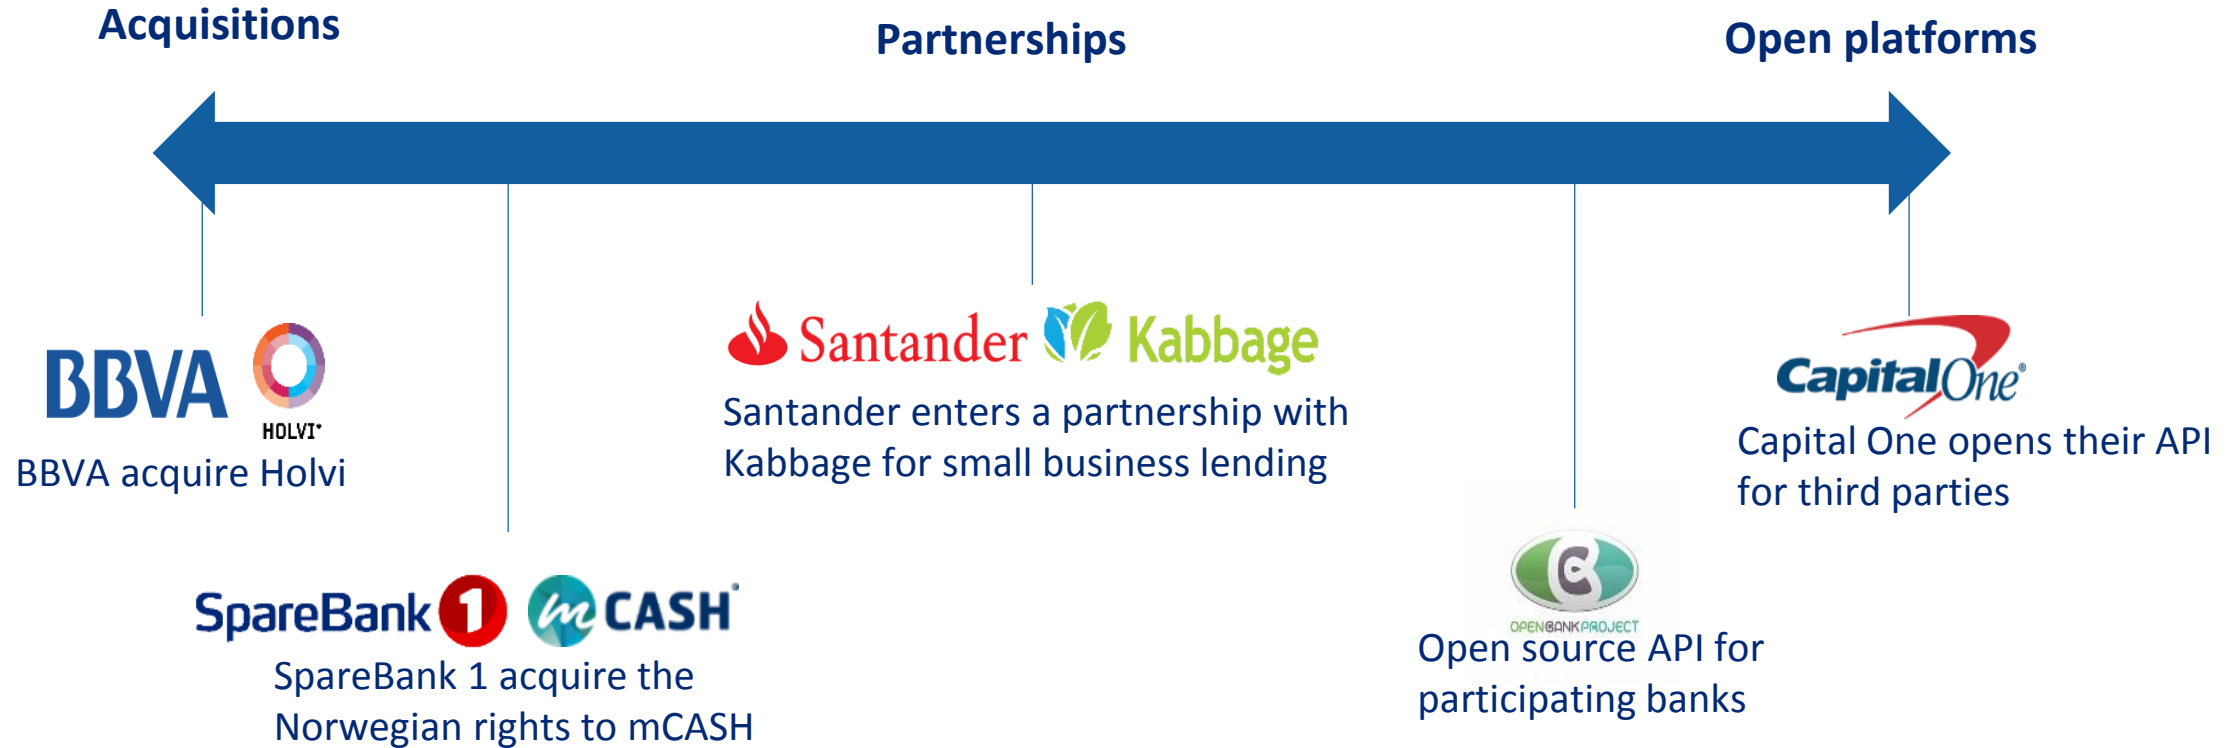 Acquisitions
Partnerships
Open platforms
BBVA
HOLVI
BBVA acquire Holvi
SpareBank 1
mCASH
SpareBank 1 acquire the
Norwegian rights to mCASH
Santander
Kabbage
Santander enters a partnership with
Kabbage for small business lending
OPENBANKPROJECT
Open source API for
participating banks
CapitalOne®
Capital One opens their API
for third parties